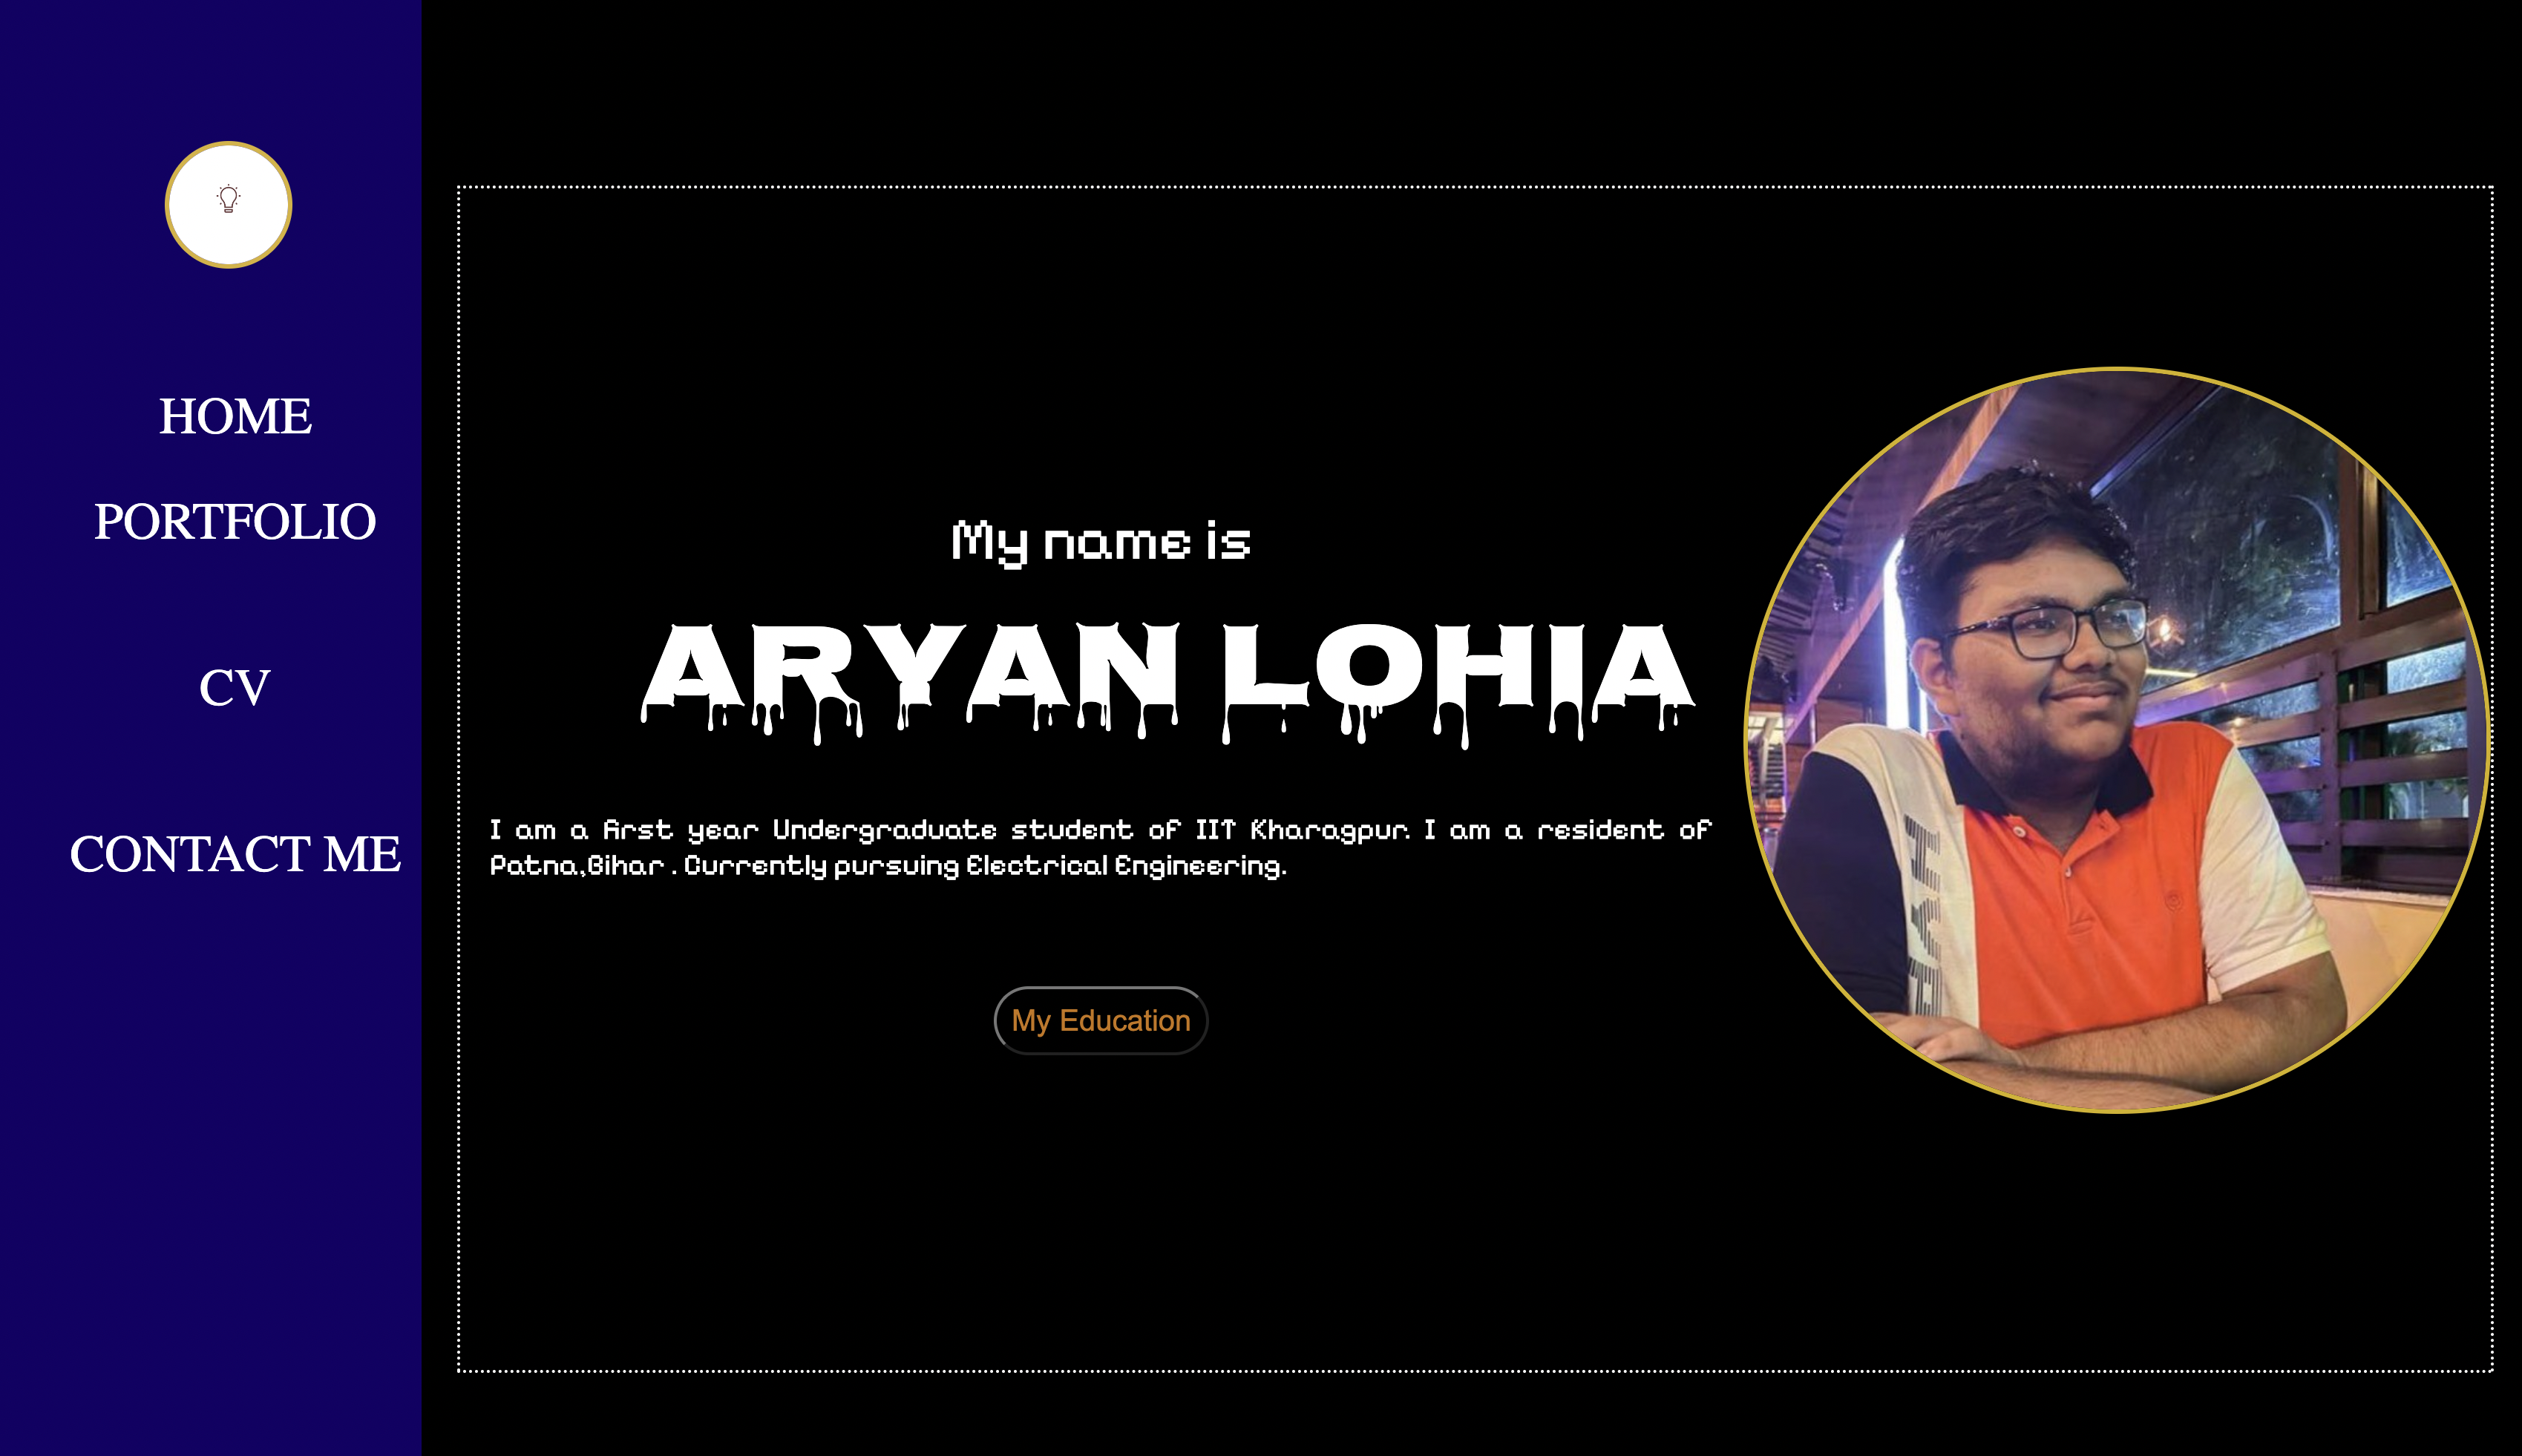 HOME
PORTFOLIO
CV
CONTACT ME
My name is
ARYAN LOHIA
I am a first year Undergraduate student of IIT Kharagpur. I am a resident of
Patna,Bihar . Currently pursuing Electrical Engineering.
My Education